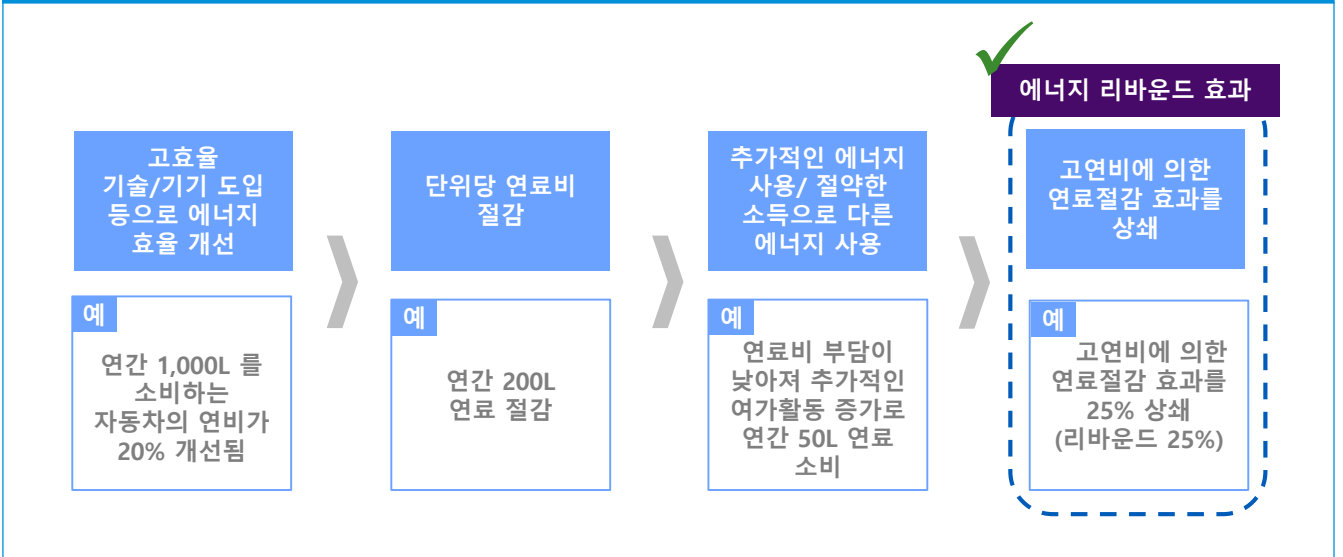 에너지 리바운드 효과
고효율
기술/기기 도입
등으로 에너지
효율 개선
단위당 연료비
절감
추가적인 에너지
사용/ 절약한
소득으로 다른
에너지 사용
고연비에 의한
연료절감 효과를
상쇄
예
연간 1,000L 를
소비하는
자동차의 연비가
20% 개선됨
예
연간 200L
연료 절감
예
연료비 부담이
낮아져 추가적인
여가활동 증가로
연간 50L 연료
소비
예
고연비에 의한
연료절감 효과를
25% 상쇄
(리바운드 25%)